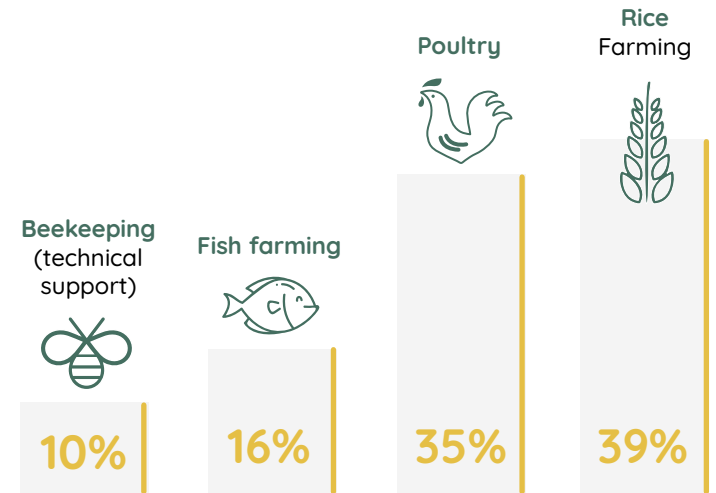 Beekeeping
(technical
support)
10%
Fish farming
16%
Poultry
35%
Rice
Farming
39%